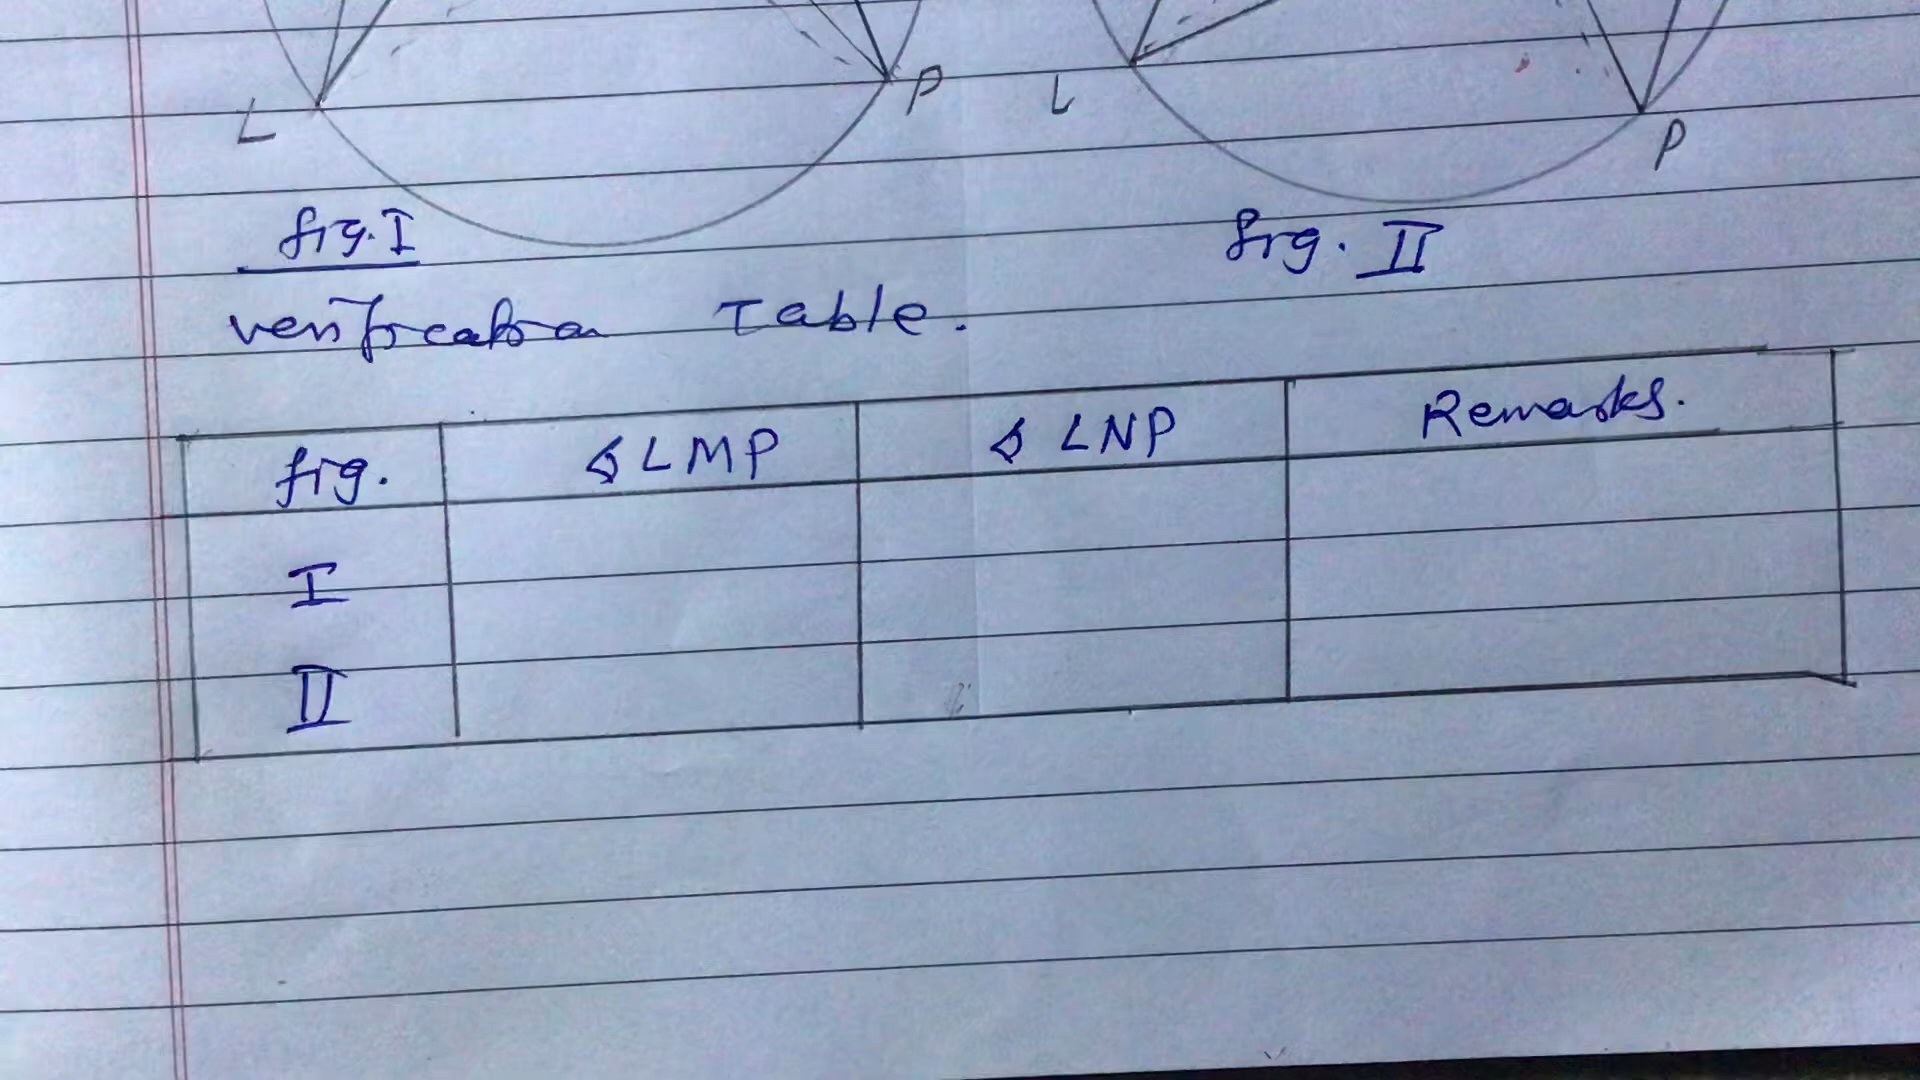 L P L P
fig. I fig. II
verification Table.
fig. ∢ LMP ∢ LNP Remarks.
I
II